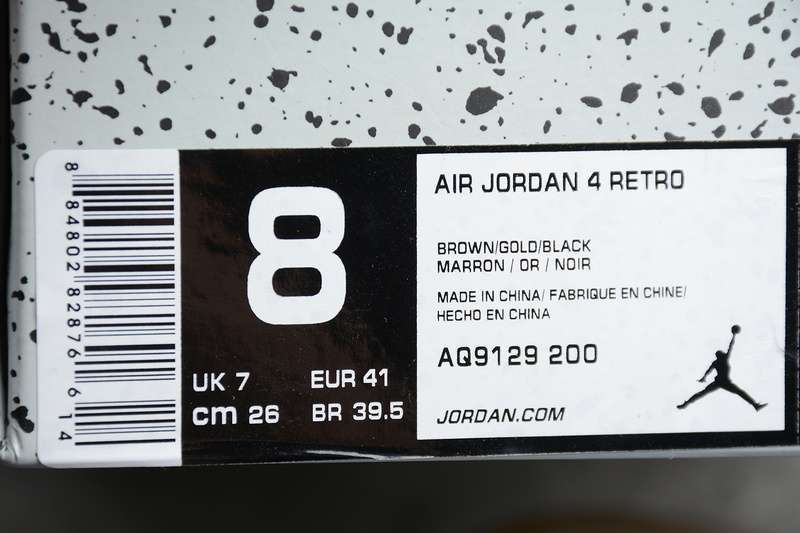 8 84802 82876 6 14
8
UK 7
EUR 41
cm 26
BR 39.5
AIR JORDAN 4 RETRO
BROWN/GOLD/BLACK
MARRON / OR / NOIR
MADE IN CHINA/ FABRIQUE EN CHINE/
HECHO EN CHINA
AQ9129 200
JORDAN.COM